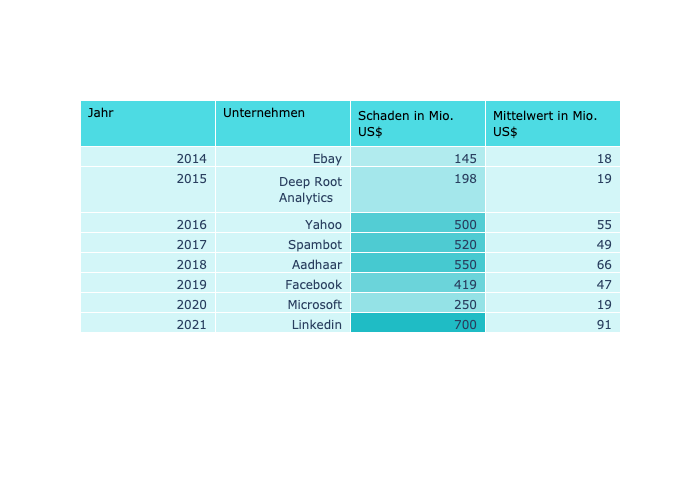 Jahr Unternehmen Schaden in Mio. US$ Mittelwert in Mio. US$
2014 Ebay 145 18
2015 Deep Root Analytics 198 19
2016 Yahoo 500 55
2017 Spambot 520 49
2018 Aadhaar 550 66
2019 Facebook 419 47
2020 Microsoft 250 19
2021 Linkedin 700 91